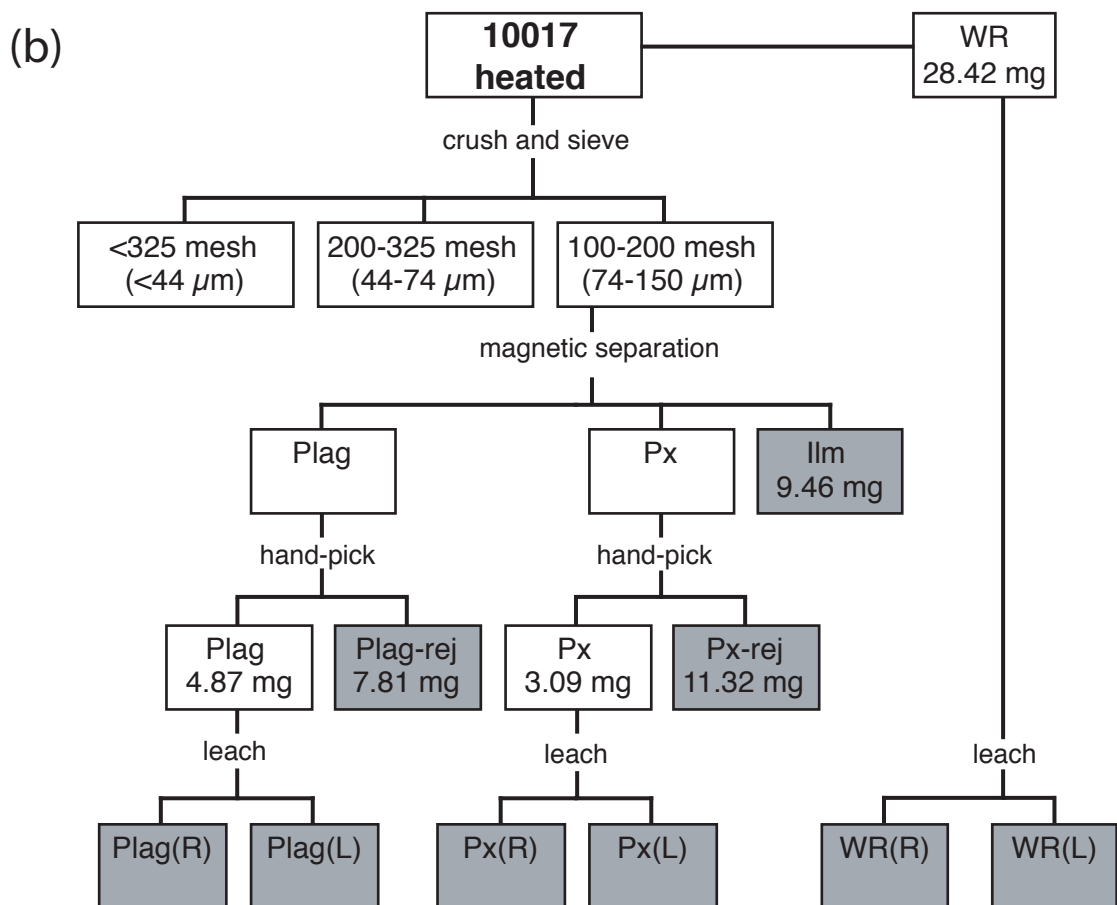 (b)
10017
heated
WR
28.42 mg
crush and sieve
<325 mesh
(<44 µm)
200-325 mesh
(44-74 µm)
100-200 mesh
(74-150 µm)
magnetic separation
Plag
Px
Ilm
9.46 mg
hand-pick
hand-pick
Plag
4.87 mg
Plag-rej
7.81 mg
Px
3.09 mg
Px-rej
11.32 mg
leach
leach
leach
Plag(R)
Plag(L)
Px(R)
Px(L)
WR(R)
WR(L)